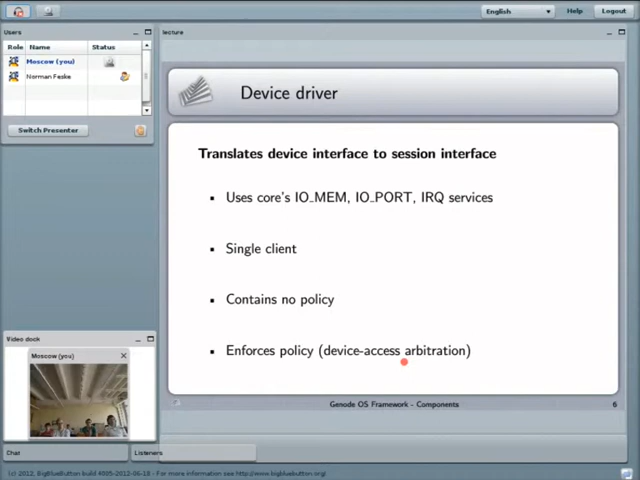 English
Help
Logout
Users
Role Name Status
Moscow (you)
Norman Feske
Switch Presenter
Video dock
Moscow (you)
Chat
Listeners
lecture
Device driver
Translates device interface to session interface
Uses core's IO_MEM, IO_PORT, IRQ services
Single client
Contains no policy
Enforces policy (device-access arbitration)
Genode OS Framework - Components 6
(c) 2012, BigBlueButton build 4005-2012-06-18 - For more information see http://www.bigbluebutton.org/